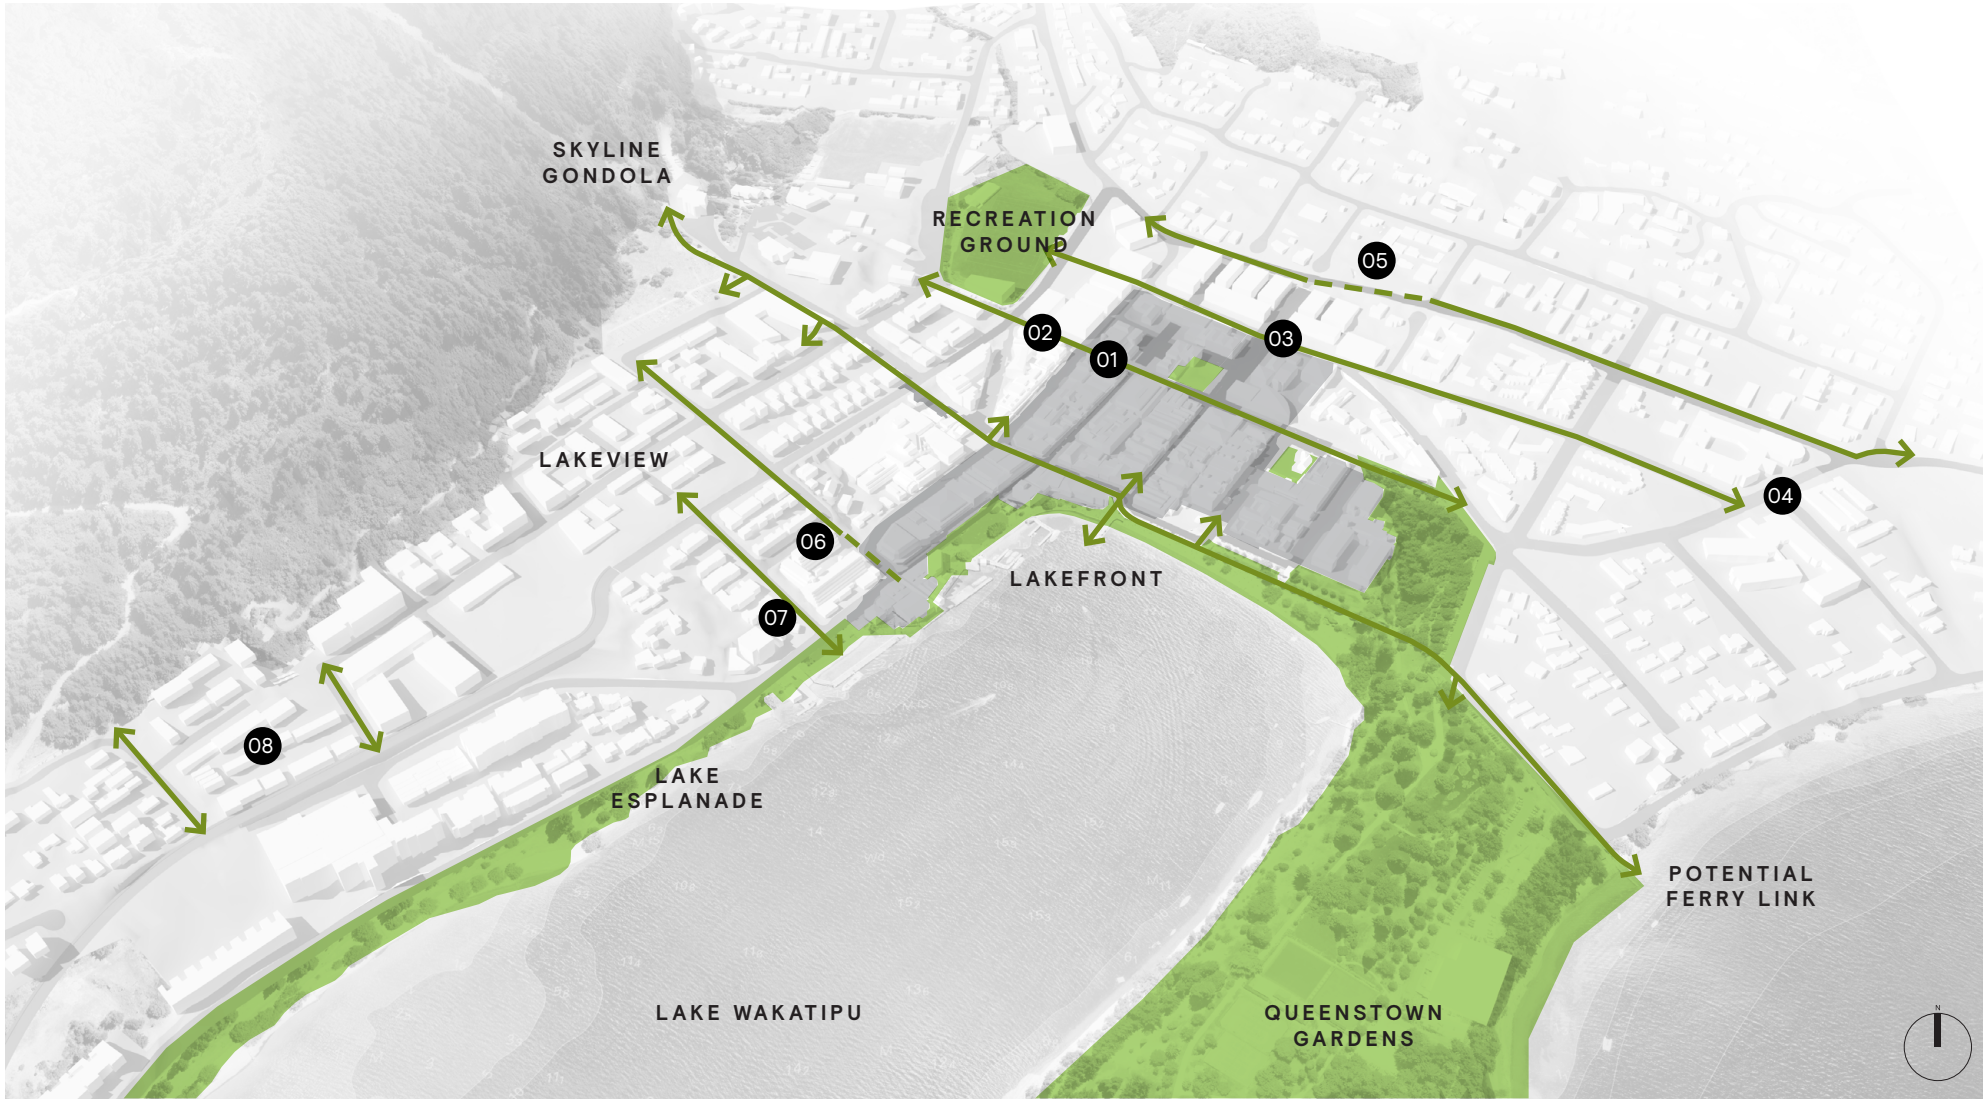 SKYLINE
GONDOLA
RECREATION
GROUND
05
02
01
03
LAKEVIEW
04
06
LAKEFRONT
07
08
LAKE
ESPLANADE
POTENTIAL
FERRY LINK
LAKE WAKATIPU
QUEENSTOWN
GARDENS
N